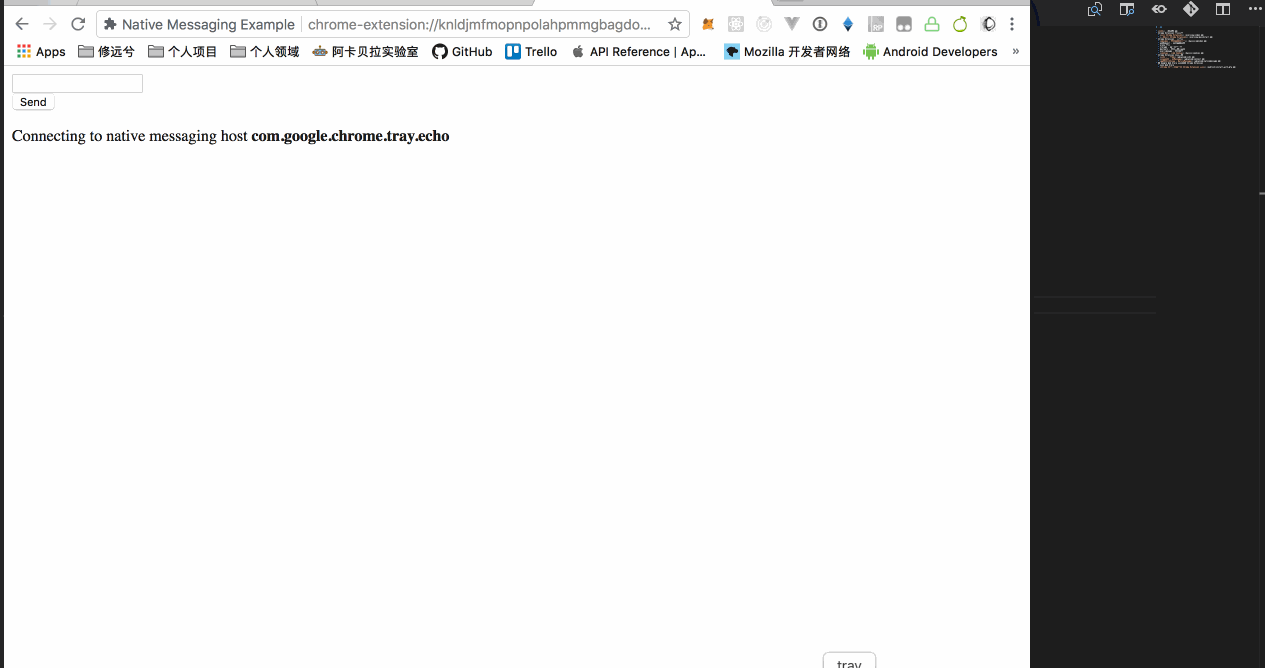 Native Messaging Example chrome-extension://knldjmfmopnpolahpmmgbagdo...
Apps 修远兮 个人项目 个人领域 阿卡贝拉实验室 GitHub Trello API Reference | Ap... Mozilla 开发者网络 Android Developers »
Send
Connecting to native messaging host com.google.chrome.tray.echo
tray